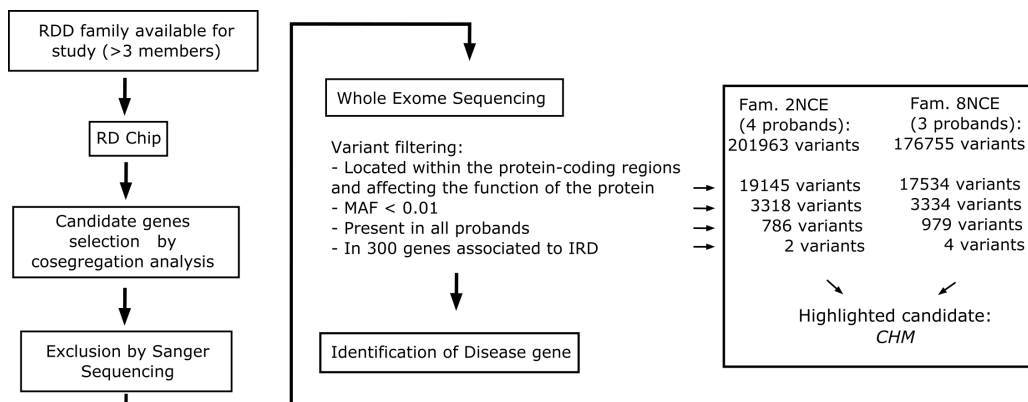 RDD family available for
study (>3 members)
RD Chip
Candidate genes
selection by
cosegregation analysis
Exclusion by Sanger
Sequencing
Whole Exome Sequencing
Variant filtering:
- Located within the protein-coding regions
and affecting the function of the protein
- MAF < 0.01
- Present in all probands
- In 300 genes associated to IRD
Identification of Disease gene
Fam. 2NCE
(4 probands):
201963 variants
19145 variants
3318 variants
786 variants
2 variants
Fam. 8NCE
(3 probands):
176755 variants
17534 variants
3334 variants
979 variants
4 variants
Highlighted candidate:
CHM